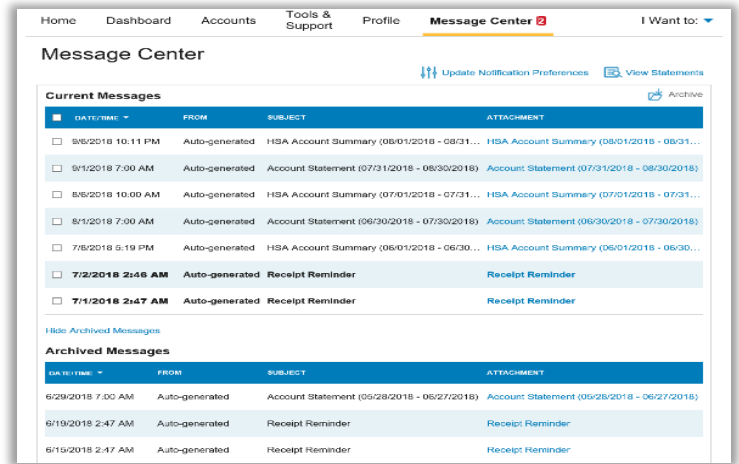 Home Dashboard Accounts Tools & Support Profile Message Center 2 I Want to:
Message Center
Update Notification Preferences View Statements
Current Messages Archive
DATE/TIME FROM SUBJECT ATTACHMENT
9/6/2018 10:11 PM Auto-generated HSA Account Summary (08/01/2018 - 08/31... HSA Account Summary (08/01/2018 - 08/31...
9/1/2018 7:00 AM Auto-generated Account Statement (07/31/2018 - 08/30/2018) Account Statement (07/31/2018 - 08/30/2018)
8/6/2018 10:00 AM Auto-generated HSA Account Summary (07/01/2018 - 07/31... HSA Account Summary (07/01/2018 - 07/31...
8/1/2018 7:00 AM Auto-generated Account Statement (06/30/2018 - 07/30/2018) Account Statement (06/30/2018 - 07/30/2018)
7/8/2018 5:19 PM Auto-generated HSA Account Summary (06/01/2018 - 06/30... HSA Account Summary (06/01/2018 - 06/30...
7/2/2018 2:46 AM Auto-generated Receipt Reminder Receipt Reminder
7/1/2018 2:47 AM Auto-generated Receipt Reminder Receipt Reminder
Hide Archived Messages
Archived Messages
DATE/TIME FROM SUBJECT ATTACHMENT
6/29/2018 7:00 AM Auto-generated Account Statement (05/28/2018 - 06/27/2018) Account Statement (05/28/2018 - 06/27/2018)
6/19/2018 2:47 AM Auto-generated Receipt Reminder Receipt Reminder
6/15/2018 2:47 AM Auto-generated Receipt Reminder Receipt Reminder